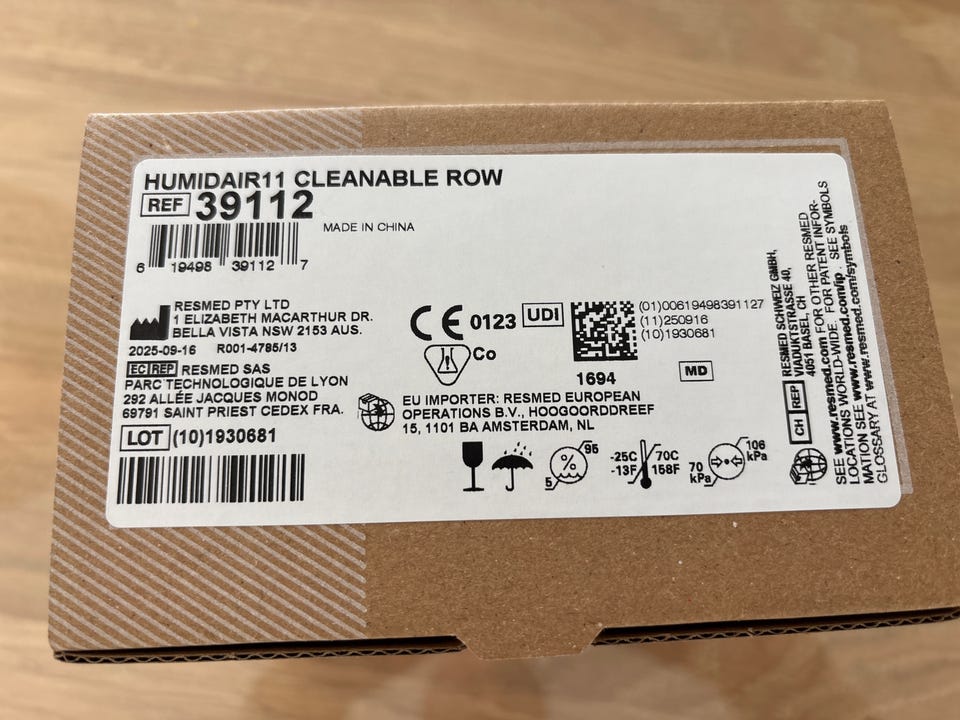 HUMIDAIR11 CLEANABLE ROW
REF 39112
MADE IN CHINA
6 19498 39112 7
RESMED PTY LTD
1 ELIZABETH MACARTHUR DR.
BELLA VISTA NSW 2153 AUS.
2025-09-16 R001-4785/13
EC REP RESMED SAS
PARC TECHNOLOGIQUE DE LYON
292 ALLÉE JACQUES MONOD
69791 SAINT PRIEST CEDEX FRA.
LOT (10)1930681
CE 0123
Co
UDI
(01)00619498391127
(11)250916
(10)1930681
1694
MD
EU IMPORTER: RESMED EUROPEAN
OPERATIONS B.V., HOOGOORDDREEF
15, 1101 BA AMSTERDAM, NL
5 % 95
-25C -13F 70C 158F
70 kPa 106 kPa
CH REP
RESMED SCHWEIZ GMBH,
VIADUKTSTRASSE 40,
4051 BASEL, CH
SEE www.resmed.com FOR OTHER RESMED
LOCATIONS WORLD-WIDE. FOR PATENT INFOR-
MATION SEE www.resmed.com/ip. SEE SYMBOLS
GLOSSARY AT www.resmed.com/symbols